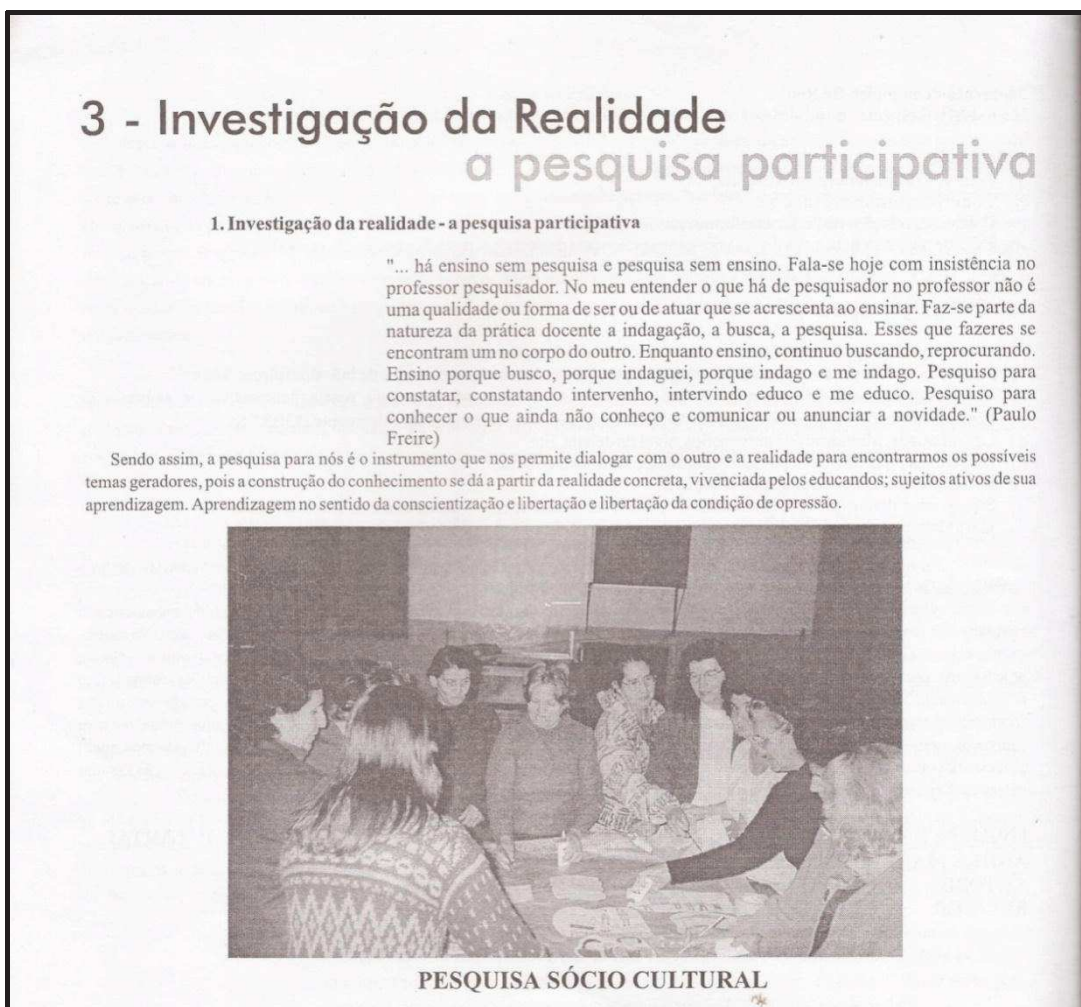 3 - Investigação da Realidade
a pesquisa participativa
1. Investigação da realidade - a pesquisa participativa
"... há ensino sem pesquisa e pesquisa sem ensino. Fala-se hoje com insistência no
professor pesquisador. No meu entender o que há de pesquisador no professor não é
uma qualidade ou forma de ser ou de atuar que se acrescenta ao ensinar. Faz-se parte da
natureza da prática docente a indagação, a busca, a pesquisa. Esses que fazeres se
encontram um no corpo do outro. Enquanto ensino, continuo buscando, reprocurando.
Ensino porque busco, porque indaguei, porque indago e me indago. Pesquiso para
constatar, constatando intervenho, intervindo educo e me educo. Pesquiso para
conhecer o que ainda não conheço e comunicar ou anunciar a novidade." (Paulo
Freire)
Sendo assim, a pesquisa para nós é o instrumento que nos permite dialogar com o outro e a realidade para encontrarmos os possíveis
temas geradores, pois a construção do conhecimento se dá a partir da realidade concreta, vivenciada pelos educandos; sujeitos ativos de sua
aprendizagem. Aprendizagem no sentido da conscientização e libertação e libertação da condição de opressão.
PESQUISA SÓCIO CULTURAL